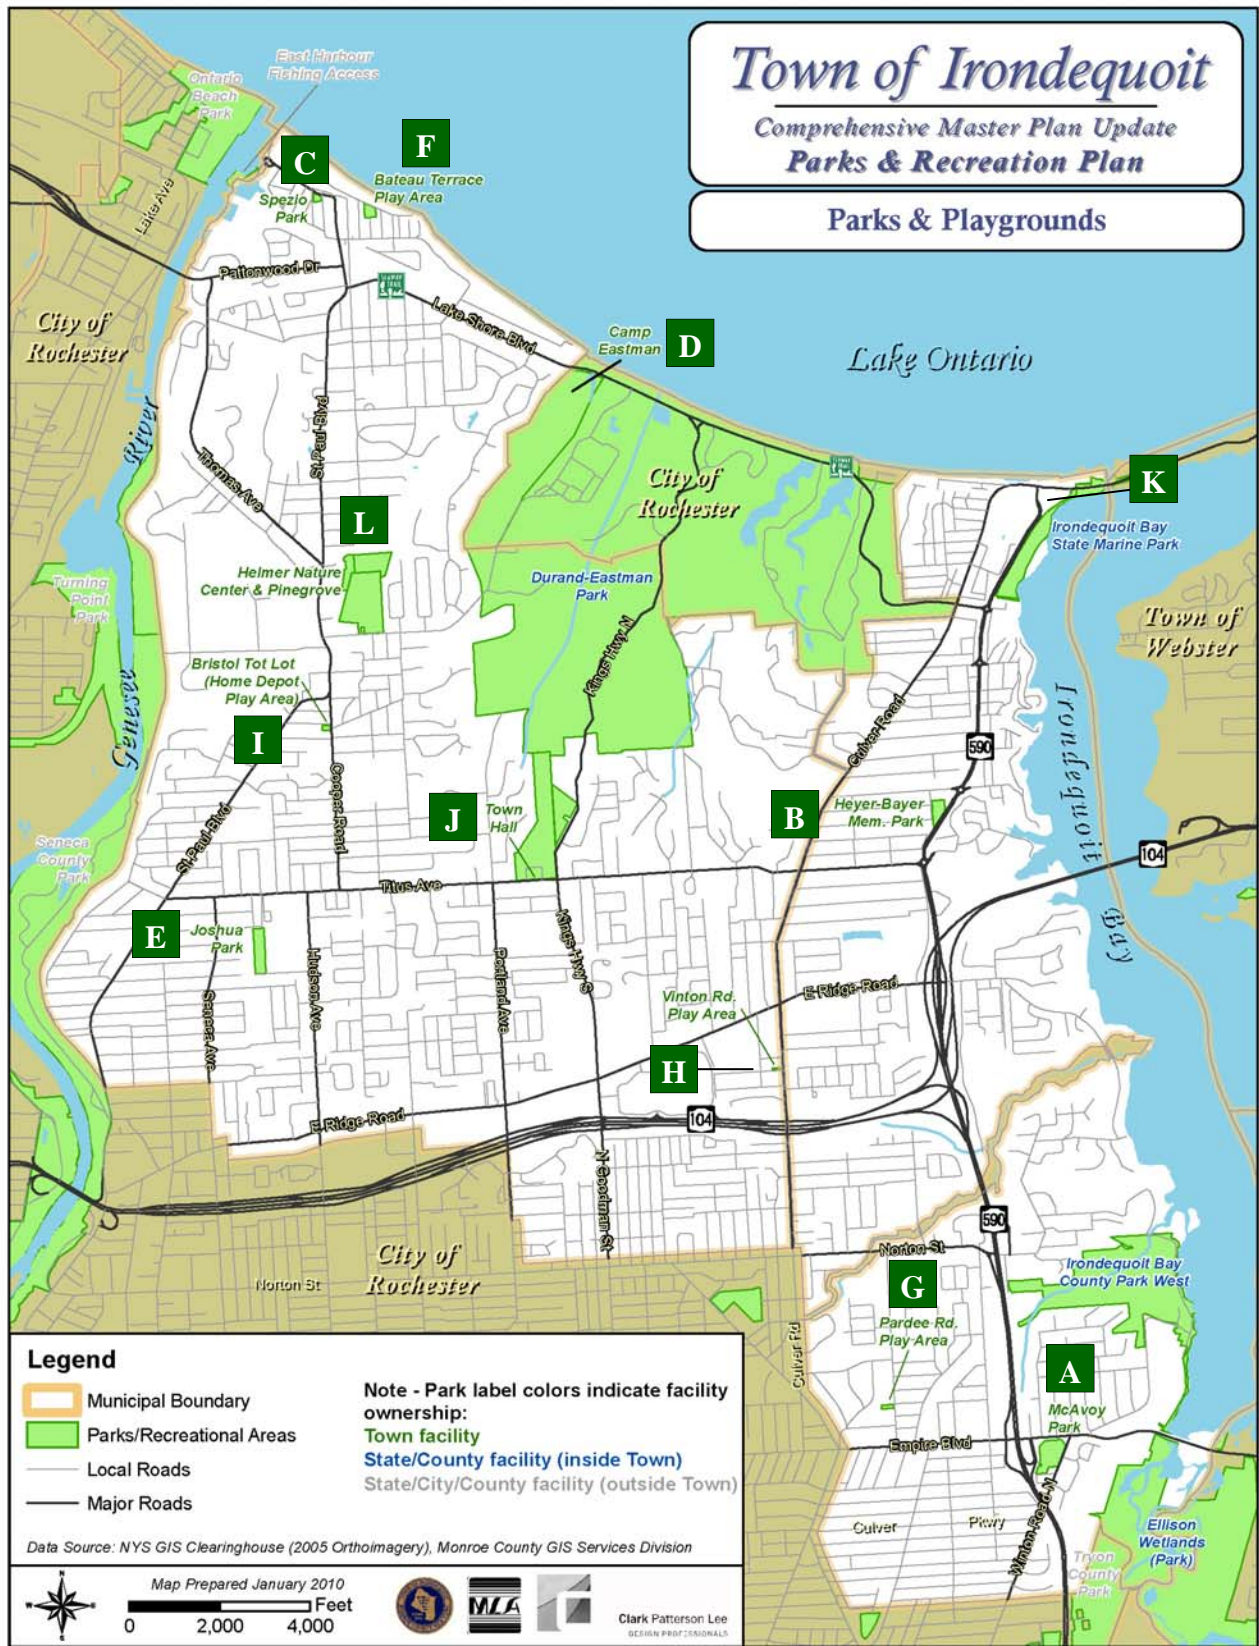 Town of Irondequoit
Comprehensive Master Plan Update
Parks & Recreation Plan
Parks & Playgrounds
East Harbour
Fishing Access
Ontario
Beach
Park
C
F
Spezio
Park
Bateau Terrace
Play Area
Lake Ave
Pattonwood Dr
Lake Shore Blvd
City of
Rochester
Camp
Eastman
D
Lake Ontario
River
St Paul Blvd
Thomas Ave
City of
Rochester
K
Irondequoit Bay
State Marine Park
L
Helmer Nature
Center & Pinegrove
Durand-Eastman
Park
Turning
Point
Park
Town of
Webster
Kings Hwy N
Bristol Tot Lot
(Home Depot
Play Area)
Genesee
I
Culver Road
590
Irondequoit
Bay
Cooper Road
J
Town
Hall
B
Heyer-Bayer
Mem. Park
St Paul Blvd
Seneca
County
Park
104
Titus Ave
E
Joshua
Park
Hudson Ave
Seneca Ave
Portland Ave
Kings Hwy S
E Ridge Road
Vinton Rd.
Play Area
H
E Ridge Road
104
N Goodman St
590
City of
Rochester
Norton St
Norton St
Irondequoit Bay
County Park West
G
Pardee Rd.
Play Area
Culver Rd
A
McAvoy
Park
Empire Blvd
Culver Pkwy
Winton Road N
Ellison
Wetlands
(Park)
Tryon
County
Park
Legend
Municipal Boundary
Parks/Recreational Areas
Local Roads
Major Roads
Note - Park label colors indicate facility
ownership:
Town facility
State/County facility (inside Town)
State/City/County facility (outside Town)
Data Source: NYS GIS Clearinghouse (2005 Orthoimagery), Monroe County GIS Services Division
N
W E
S
Map Prepared January 2010
Feet
0 2,000 4,000
MLA
Clark Patterson Lee
DESIGN PROFESSIONALS